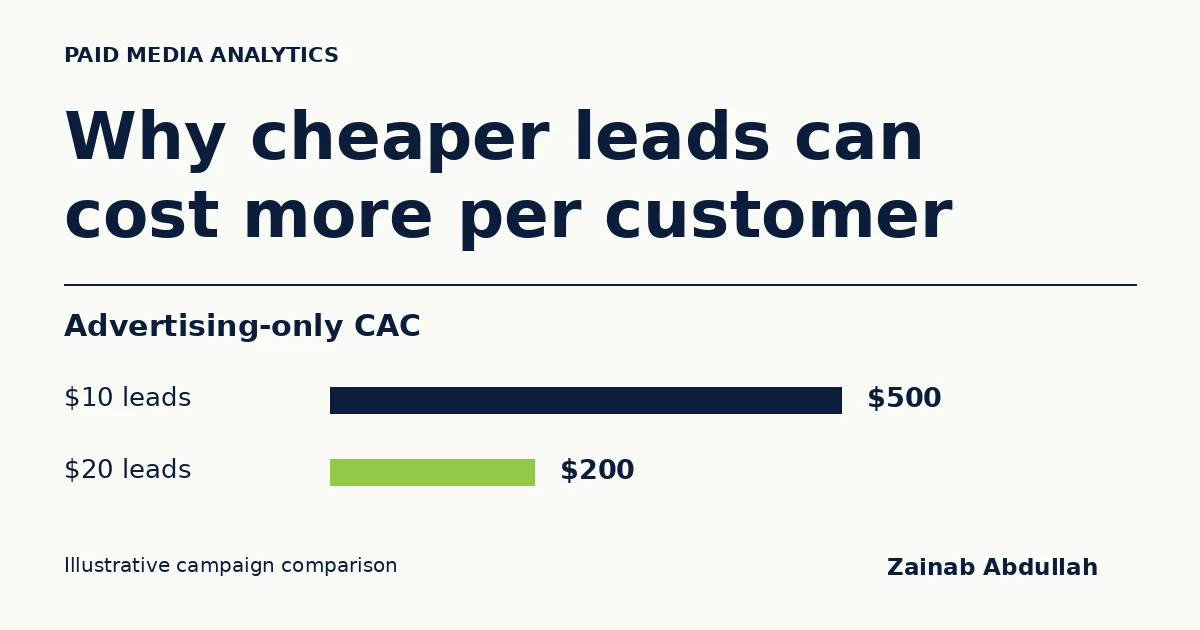 PAID MEDIA ANALYTICS
Why cheaper leads can
cost more per customer
Advertising-only CAC
$10 leads $500
$20 leads $200
Illustrative campaign comparison
Zainab Abdullah